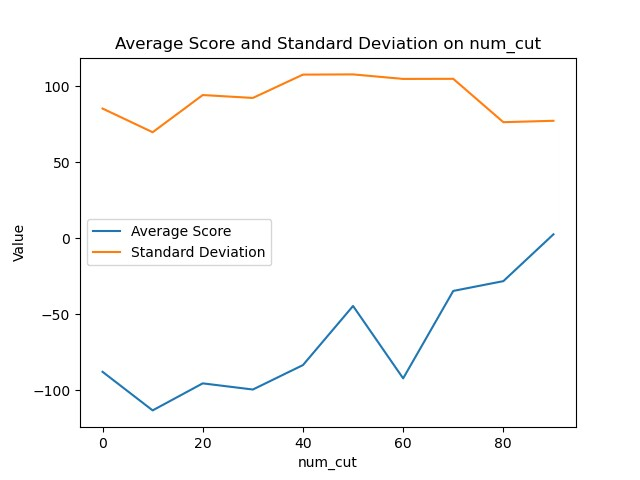 Average Score and Standard Deviation on num_cut
100
50
0
−50
−100
Value
Average Score
Standard Deviation
0 20 40 60 80
num_cut